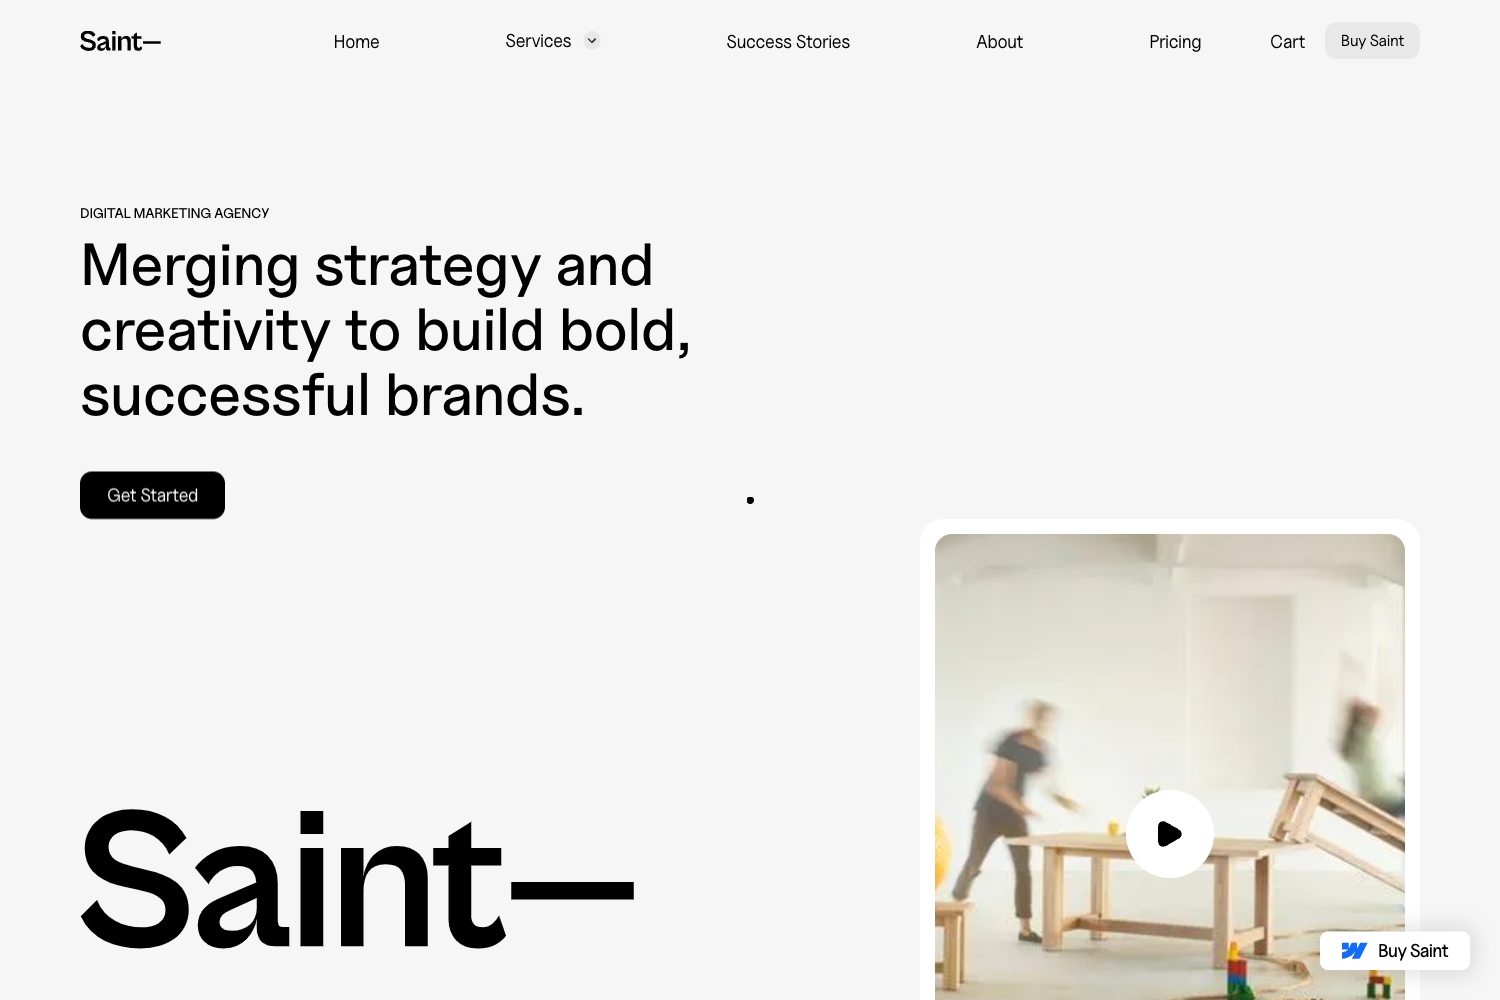 Saint—
Home
Services
Success Stories
About
Pricing
Cart
Buy Saint
DIGITAL MARKETING AGENCY
Merging strategy and
creativity to build bold,
successful brands.
Get Started
Saint—
Buy Saint